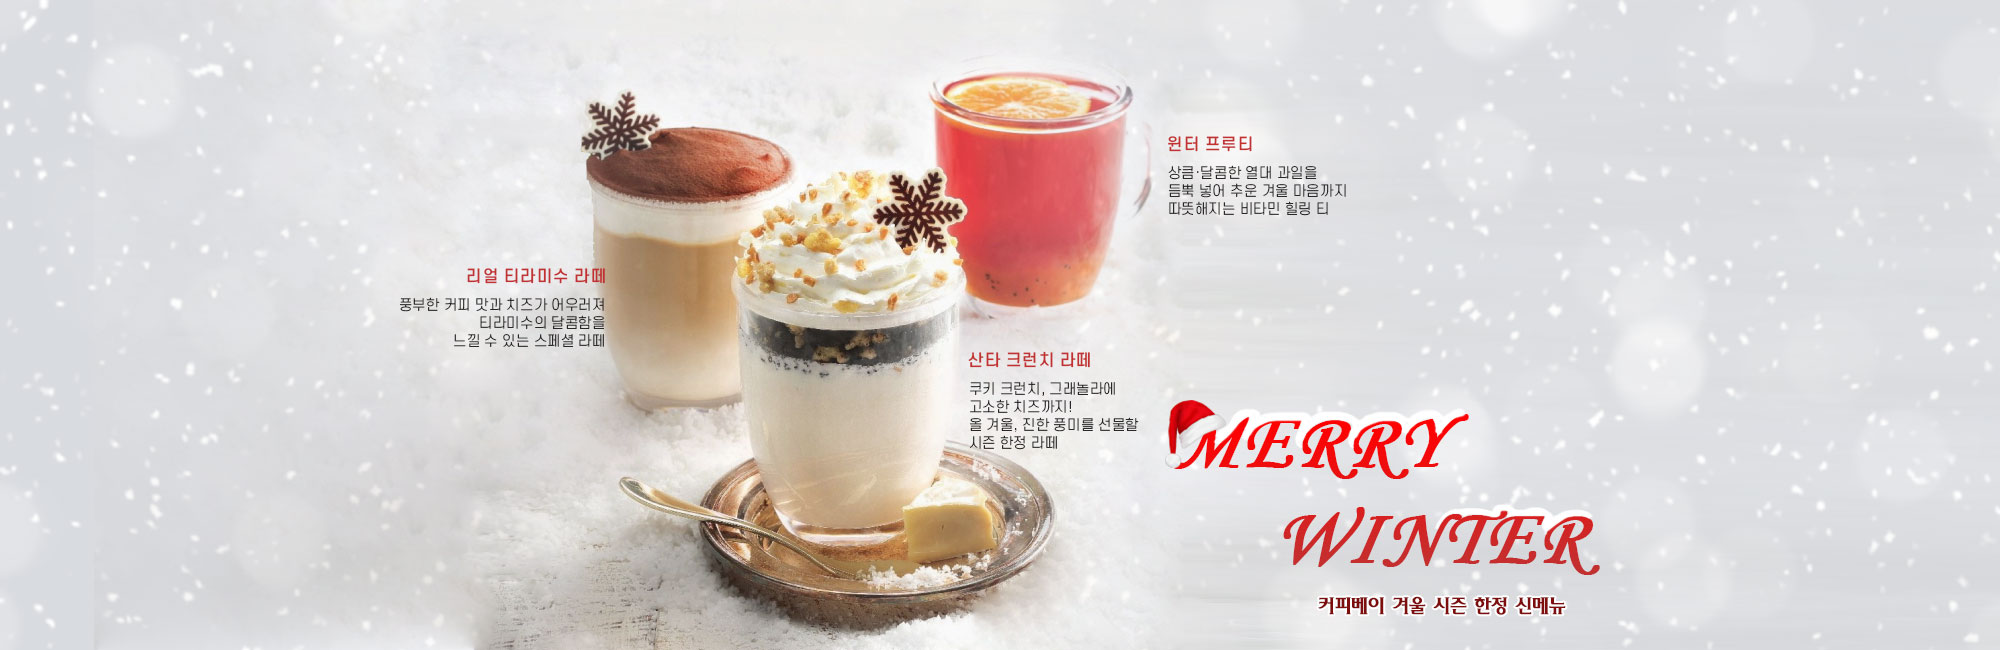 윈터 프루티
상큼·달콤한 열대 과일을
듬뿍 넣어 추운 겨울 마음까지
따뜻해지는 비타민 힐링 티
리얼 티라미수 라떼
풍부한 커피 맛과 치즈가 어우러져
티라미수의 달콤함을
느낄 수 있는 스페셜 라떼
산타 크런치 라떼
쿠키 크런치, 그래놀라에
고소한 치즈까지!
올 겨울, 진한 풍미를 선물할
시즌 한정 라떼
MERRY
WINTER
커피베이 겨울 시즌 한정 신메뉴